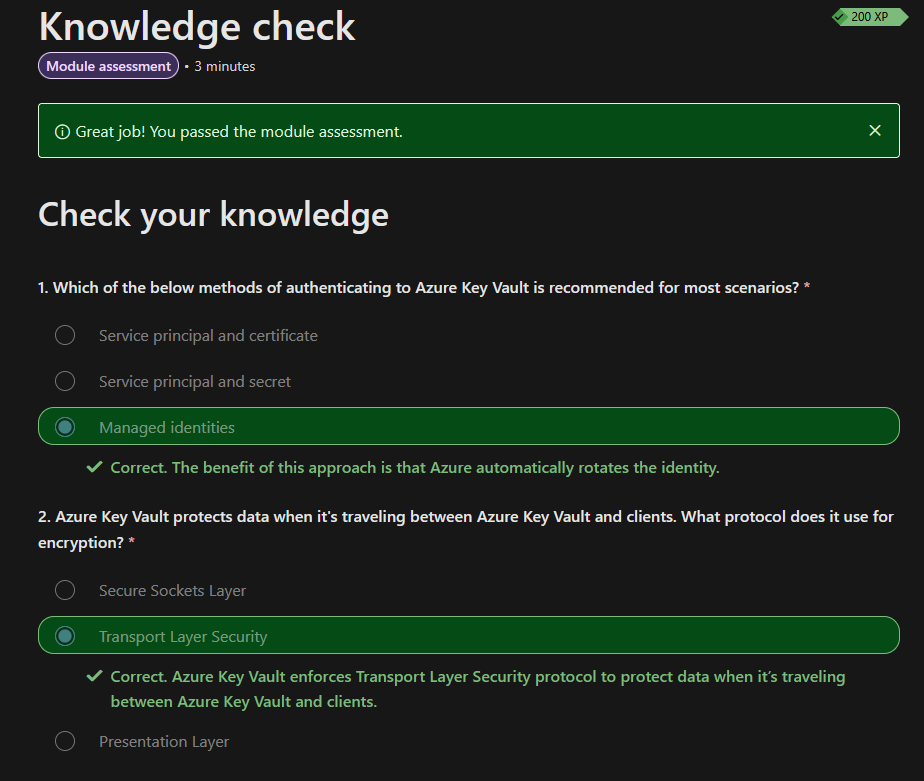 Knowledge check
200 XP
Module assessment • 3 minutes
Great job! You passed the module assessment.
Check your knowledge
1. Which of the below methods of authenticating to Azure Key Vault is recommended for most scenarios? *
Service principal and certificate
Service principal and secret
Managed identities
Correct. The benefit of this approach is that Azure automatically rotates the identity.
2. Azure Key Vault protects data when it's traveling between Azure Key Vault and clients. What protocol does it use for
encryption? *
Secure Sockets Layer
Transport Layer Security
Correct. Azure Key Vault enforces Transport Layer Security protocol to protect data when it’s traveling
between Azure Key Vault and clients.
Presentation Layer